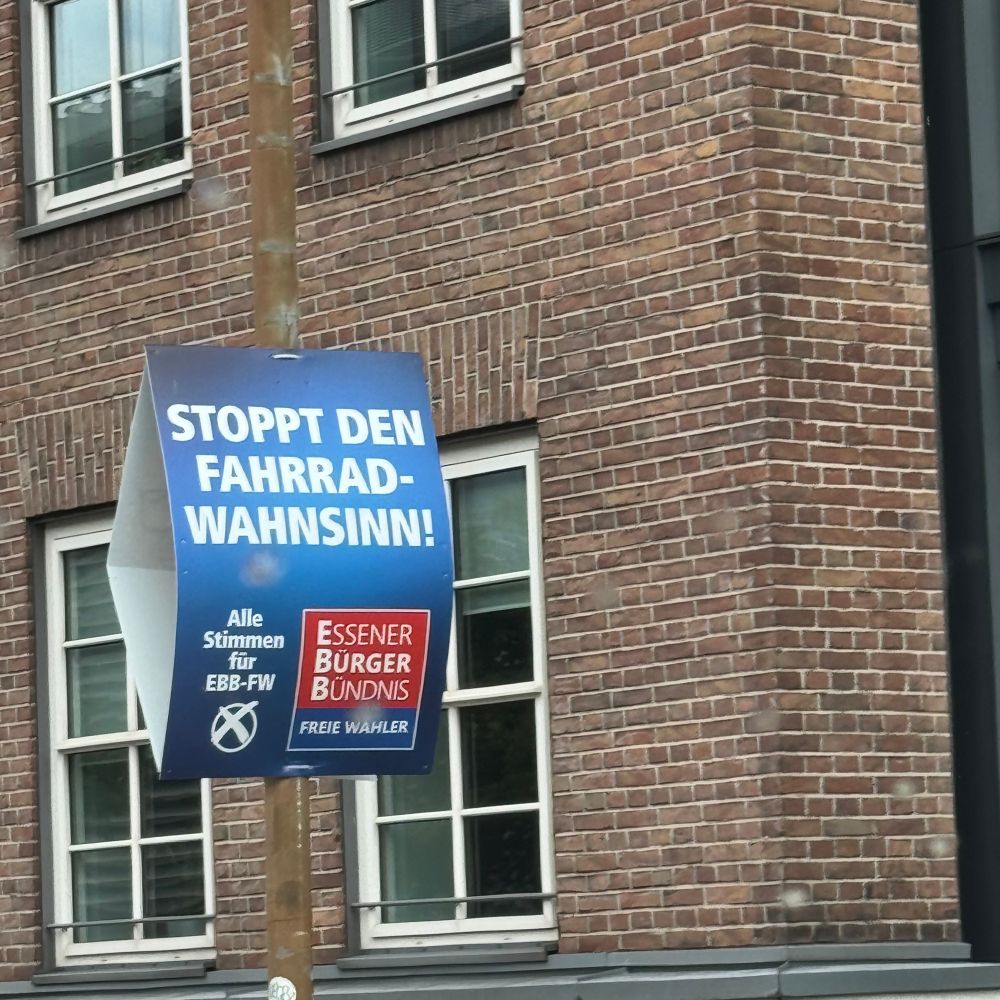 STOPPT DEN
FAHRRAD-
WAHNSINN!
Alle
Stimmen
für
EBB-FW
ESSENER
BÜRGER
BÜNDNIS
FREIE WÄHLER